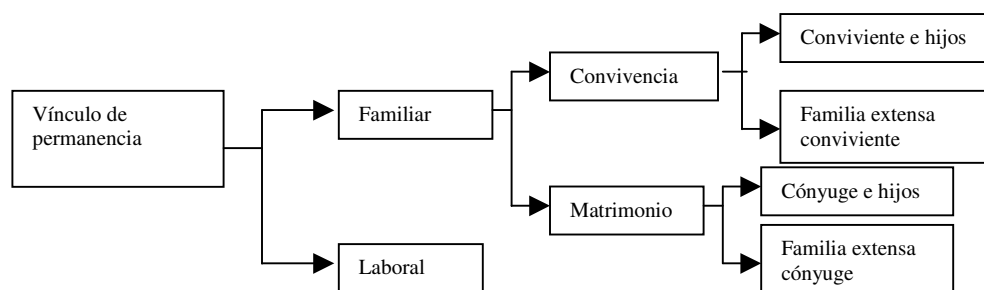 Vínculo de
permanencia
Familiar
Laboral
Convivencia
Matrimonio
Conviviente e hijos
Familia extensa
conviviente
Cónyuge e hijos
Familia extensa
cónyuge